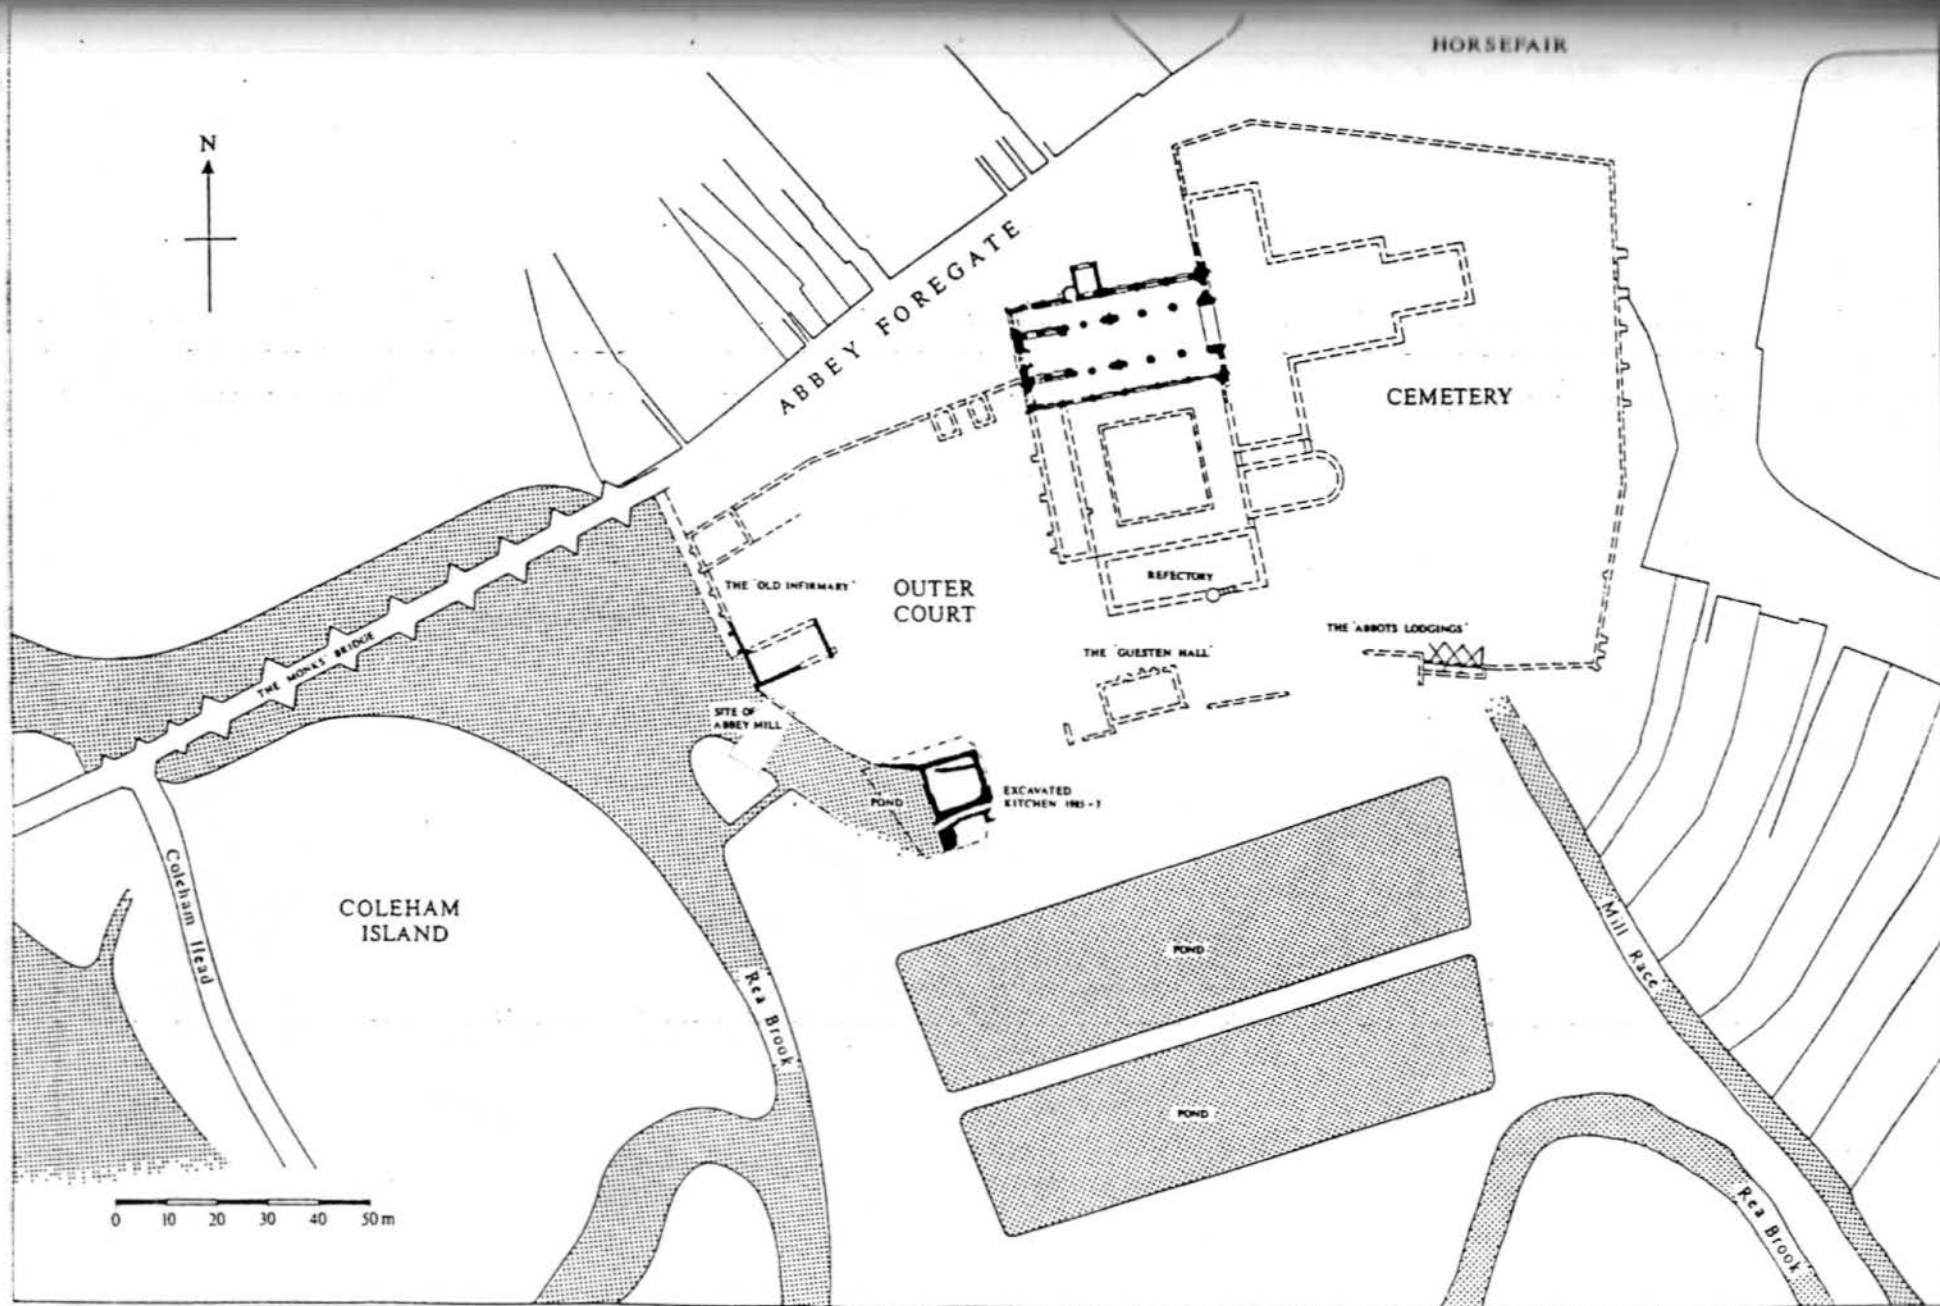 HORSEFAIR
N
ABBEY FOREGATE
CEMETERY
THE 'OLD INFIRMARY'
OUTER
COURT
REFECTORY
THE 'ABBOTS LODGINGS'
THE 'GUESTEN HALL'
THE MONKS' BRIDGE
SITE OF
ABBEY MILL
POND
EXCAVATED
KITCHEN 1985-7
Coleham Head
COLEHAM
ISLAND
Rea Brook
POND
Mill Race
POND
Rea Brook
0 10 20 30 40 50 m